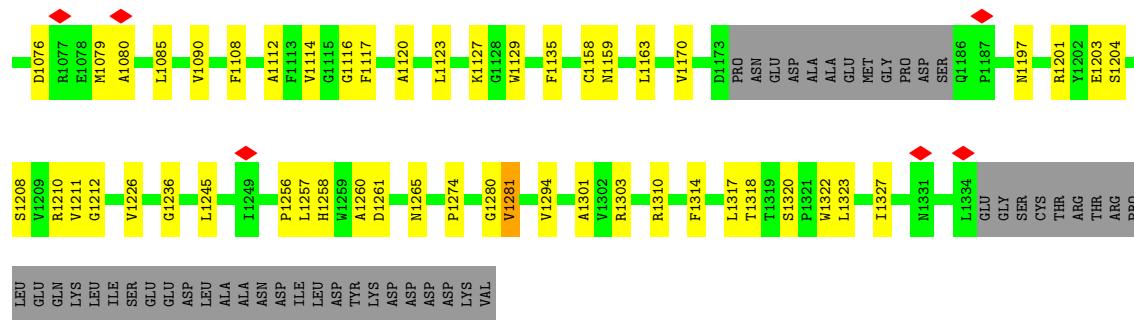 D1076 R1077 E1078 M1079 A1080 L1085 V1090 F1108 A1112 F1113 V1114 G1115 G1116 F1117 A1120 L1123 K1127 G1128 W1129 F1135 C1158 N1159 L1163 V1170 D1173 PRO ASN GLU ASP ALA ALA GLU MET GLY PRO ASP SER Q1186 P1187 N1197 R1201 Y1202 E1203 S1204
S1208 V1209 R1210 V1211 G1212 V1226 G1236 L1245 I1249 P1256 L1257 H1258 W1259 A1260 D1261 N1265 P1274 G1280 V1281 V1294 A1301 V1302 R1303 R1310 F1314 L1317 T1318 T1319 S1320 P1321 W1322 L1323 I1327 N1331 L1334 GLU GLY SER CYS THR ARG THR ARG PRO
LEU GLU GLN LYS LEU ILE SER GLU GLU ASP LEU ALA ALA ASN ASP ILE LEU ASP TYR LYS ASP ASP ASP ASP LYS VAL